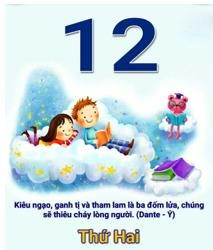 12
Kiêu ngạo, ganh tị và tham lam là ba đốm lửa, chúng
sẽ thiêu cháy lòng người. (Dante - Ý)
Thứ Hai